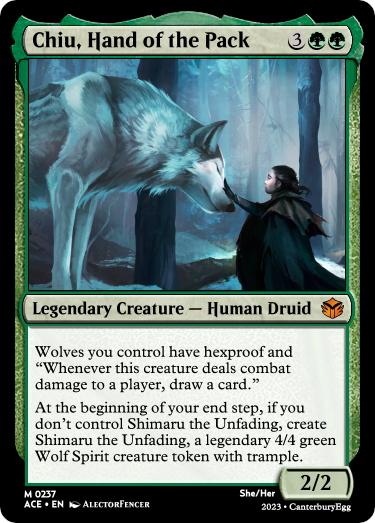 Chiu, Hand of the Pack 3
Legendary Creature — Human Druid
Wolves you control have hexproof and
“Whenever this creature deals combat
damage to a player, draw a card.”
At the beginning of your end step, if you
don’t control Shimaru the Unfading, create
Shimaru the Unfading, a legendary 4/4 green
Wolf Spirit creature token with trample.
2/2
M 0237
She/Her
ACE • EN AlectorFencer
2023 • CanterburyEgg